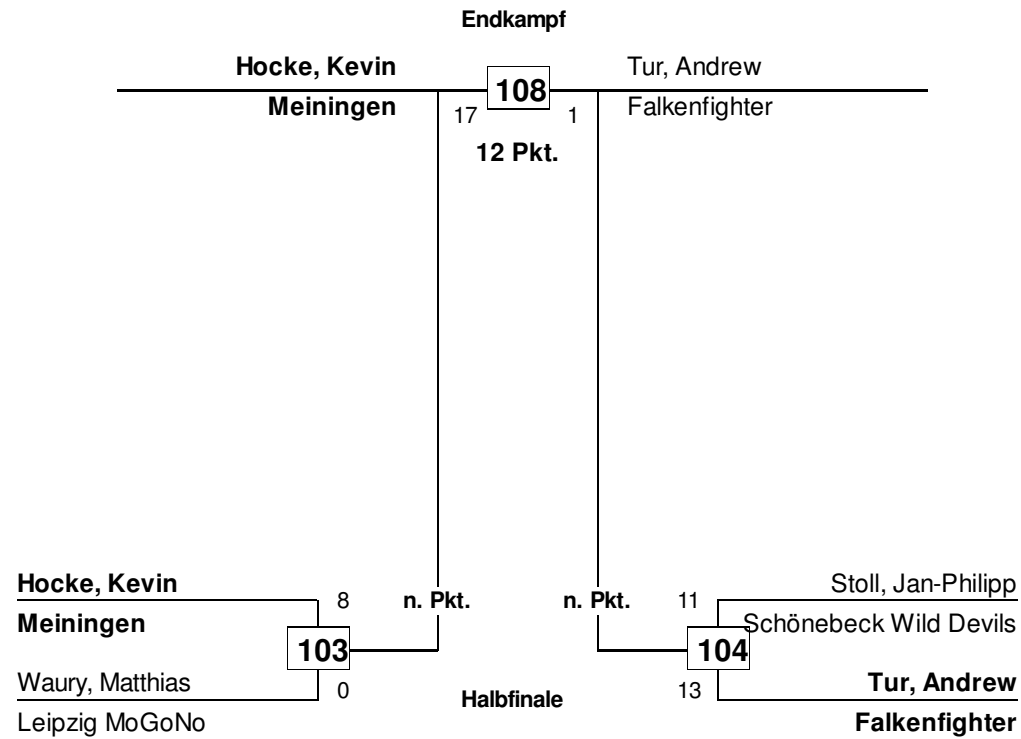 Endkampf
Hocke, Kevin
Meiningen
108
17
1
12 Pkt.
Tur, Andrew
Falkenfighter
Hocke, Kevin
Meiningen
8
n. Pkt.
103
Waury, Matthias
Leipzig MoGoNo
0
Halbfinale
n. Pkt.
11
Stoll, Jan-Philipp
Schönebeck Wild Devils
104
13
Tur, Andrew
Falkenfighter